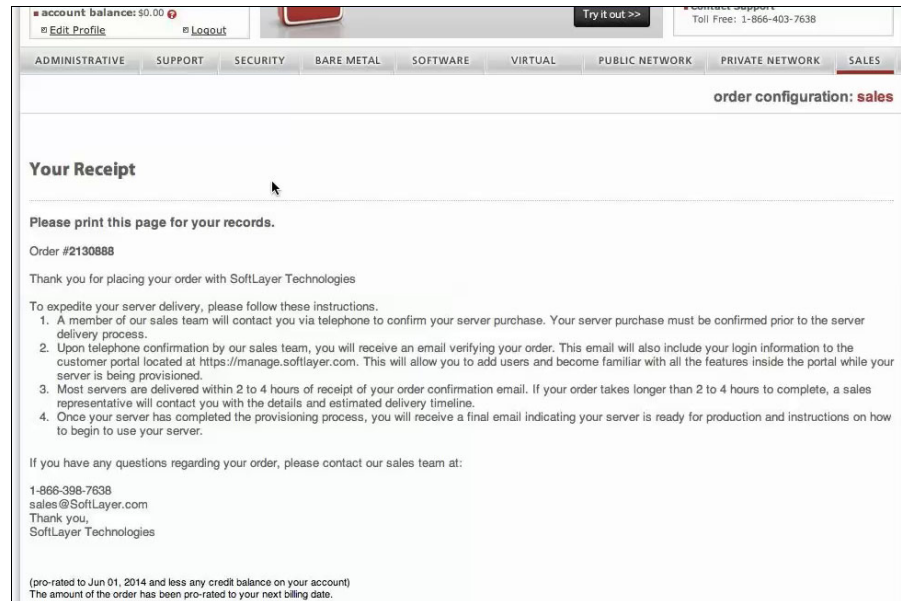 account balance: $0.00
Edit Profile Logout
Try it out >>
Contact Support
Toll Free: 1-866-403-7638
ADMINISTRATIVE SUPPORT SECURITY BARE METAL SOFTWARE VIRTUAL PUBLIC NETWORK PRIVATE NETWORK SALES
order configuration: sales
Your Receipt
Please print this page for your records.
Order #2130888
Thank you for placing your order with SoftLayer Technologies
To expedite your server delivery, please follow these instructions.
1. A member of our sales team will contact you via telephone to confirm your server purchase. Your server purchase must be confirmed prior to the server
delivery process.
2. Upon telephone confirmation by our sales team, you will receive an email verifying your order. This email will also include your login information to the
customer portal located at https://manage.softlayer.com. This will allow you to add users and become familiar with all the features inside the portal while your
server is being provisioned.
3. Most servers are delivered within 2 to 4 hours of receipt of your order confirmation email. If your order takes longer than 2 to 4 hours to complete, a sales
representative will contact you with the details and estimated delivery timeline.
4. Once your server has completed the provisioning process, you will receive a final email indicating your server is ready for production and instructions on how
to begin to use your server.
If you have any questions regarding your order, please contact our sales team at:
1-866-398-7638
sales@SoftLayer.com
Thank you,
SoftLayer Technologies
(pro-rated to Jun 01, 2014 and less any credit balance on your account)
The amount of the order has been pro-rated to your next billing date.